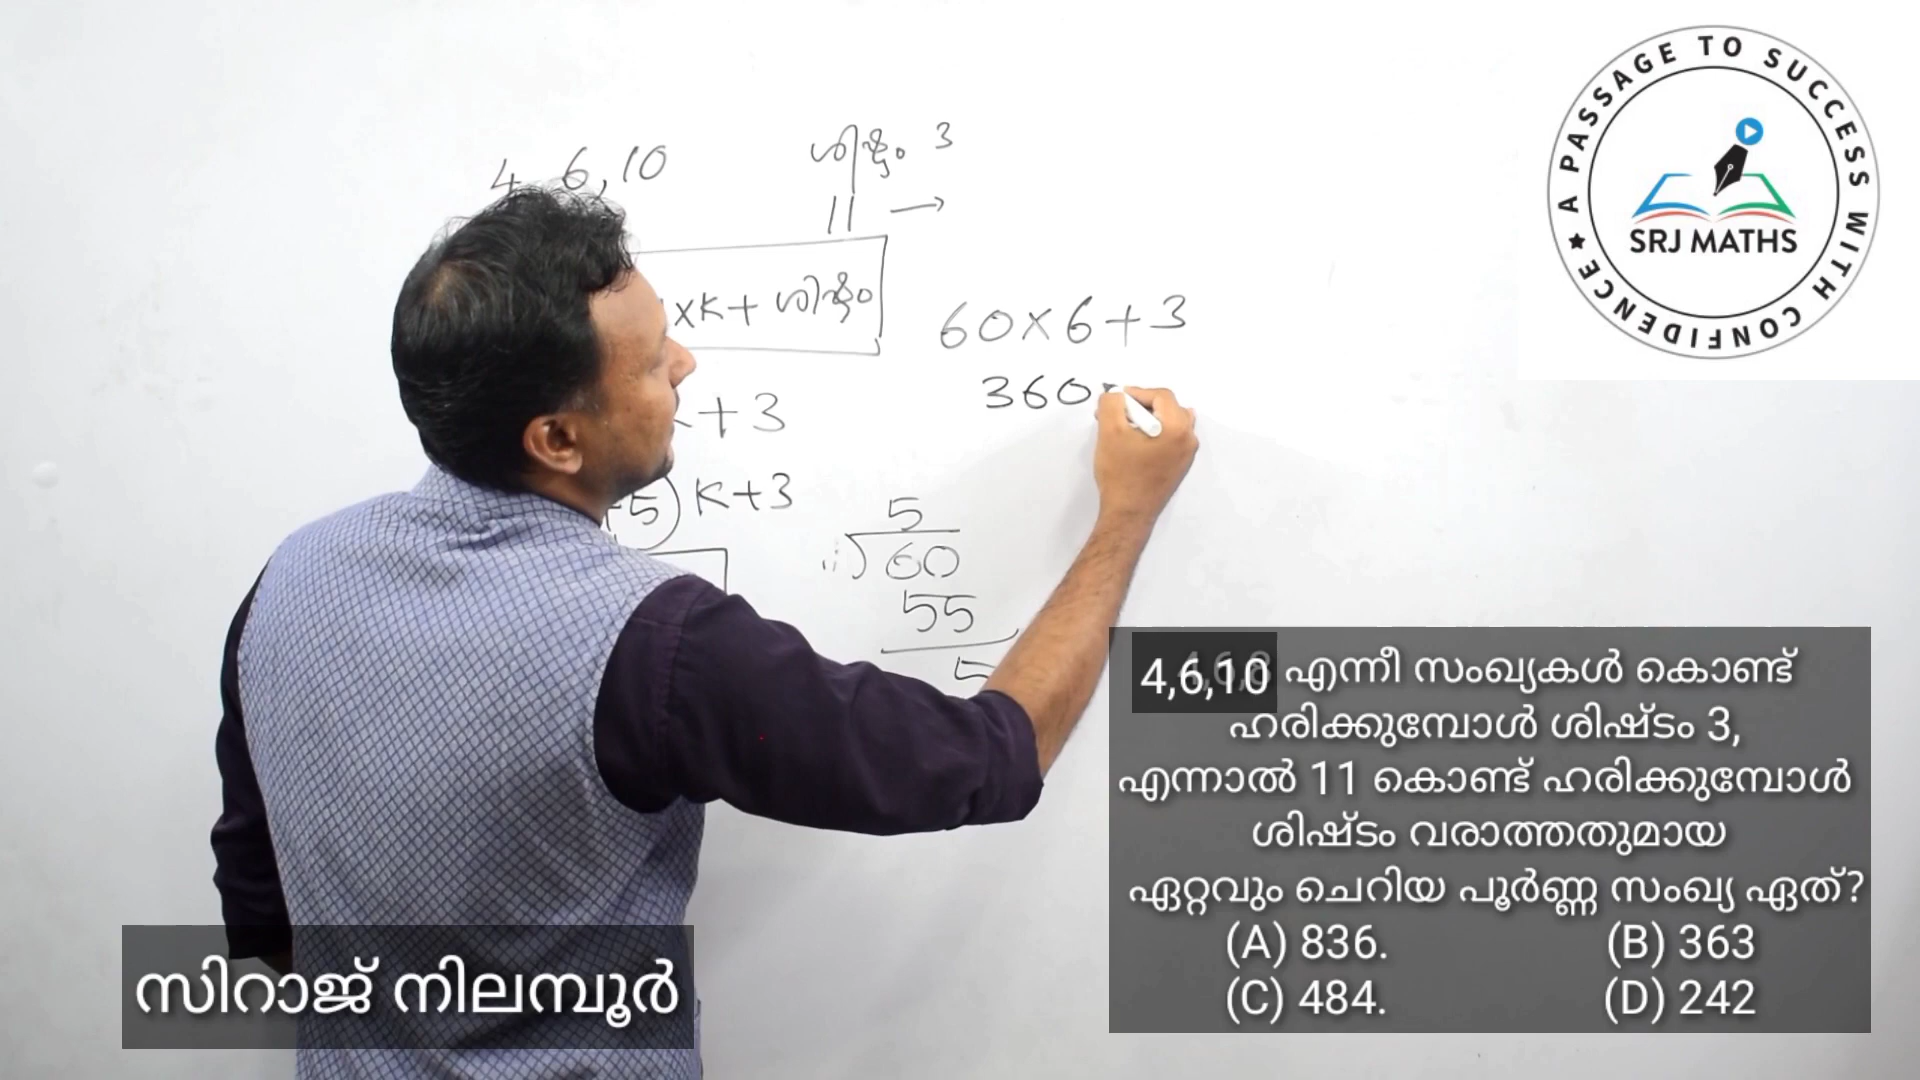 A PASSAGE TO SUCCESS WITH CONFIDENCE
SRJ MATHS
4, 6, 10
ശിഷ്ടം 3
11 →
xK+ ശിഷ്ടം
+3
+5) K+3
60×6+3
360
5
60
55
5
4,6,10 എന്നീ സംഖ്യകൾ കൊണ്ട്
ഹരിക്കുമ്പോൾ ശിഷ്ടം 3,
എന്നാൽ 11 കൊണ്ട് ഹരിക്കുമ്പോൾ
ശിഷ്ടം വരാത്തതുമായ
ഏറ്റവും ചെറിയ പൂർണ്ണ സംഖ്യ ഏത്?
(A) 836. (B) 363
(C) 484. (D) 242
സിറാജ് നിലമ്പൂർ